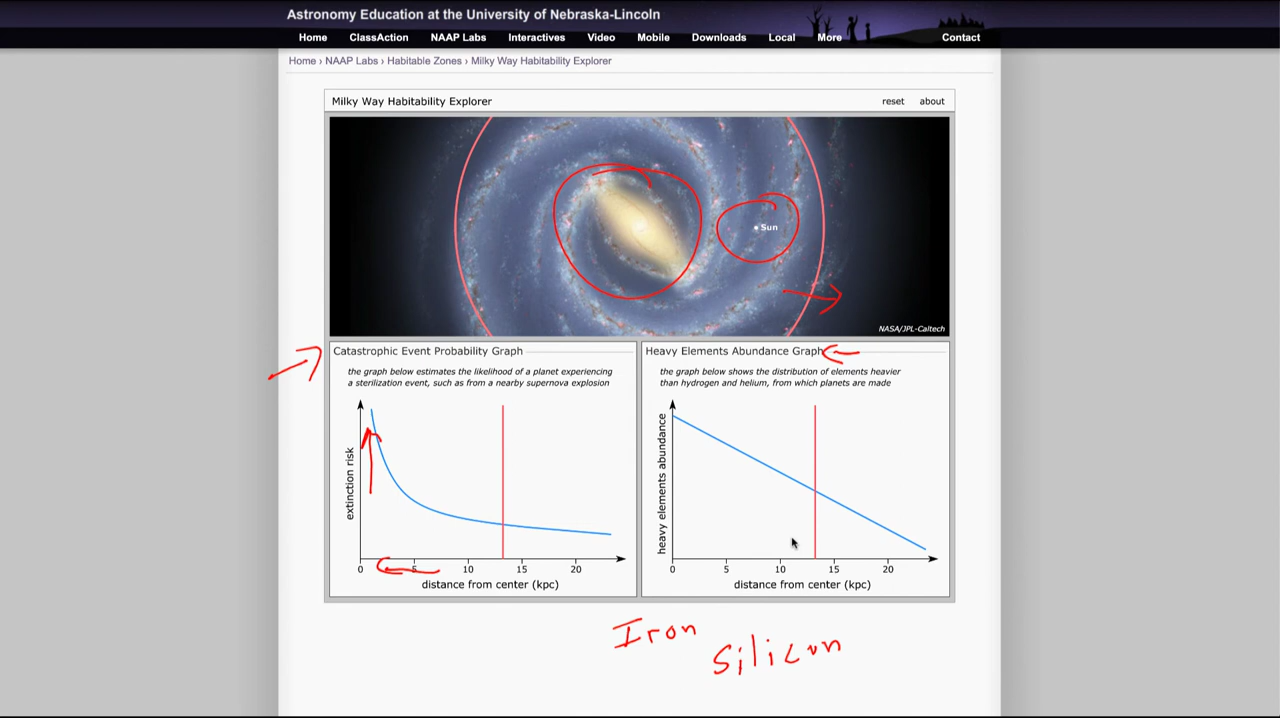 Astronomy Education at the University of Nebraska-Lincoln
Home ClassAction NAAP Labs Interactives Video Mobile Downloads Local More Contact
Home › NAAP Labs › Habitable Zones › Milky Way Habitability Explorer
Milky Way Habitability Explorer reset about
Sun
NASA/JPL-Caltech
Catastrophic Event Probability Graph
the graph below estimates the likelihood of a planet experiencing
a sterilization event, such as from a nearby supernova explosion
extinction risk
0 5 10 15 20
distance from center (kpc)
Heavy Elements Abundance Graph
the graph below shows the distribution of elements heavier
than hydrogen and helium, from which planets are made
heavy elements abundance
0 5 10 15 20
distance from center (kpc)
Iron
Silicon